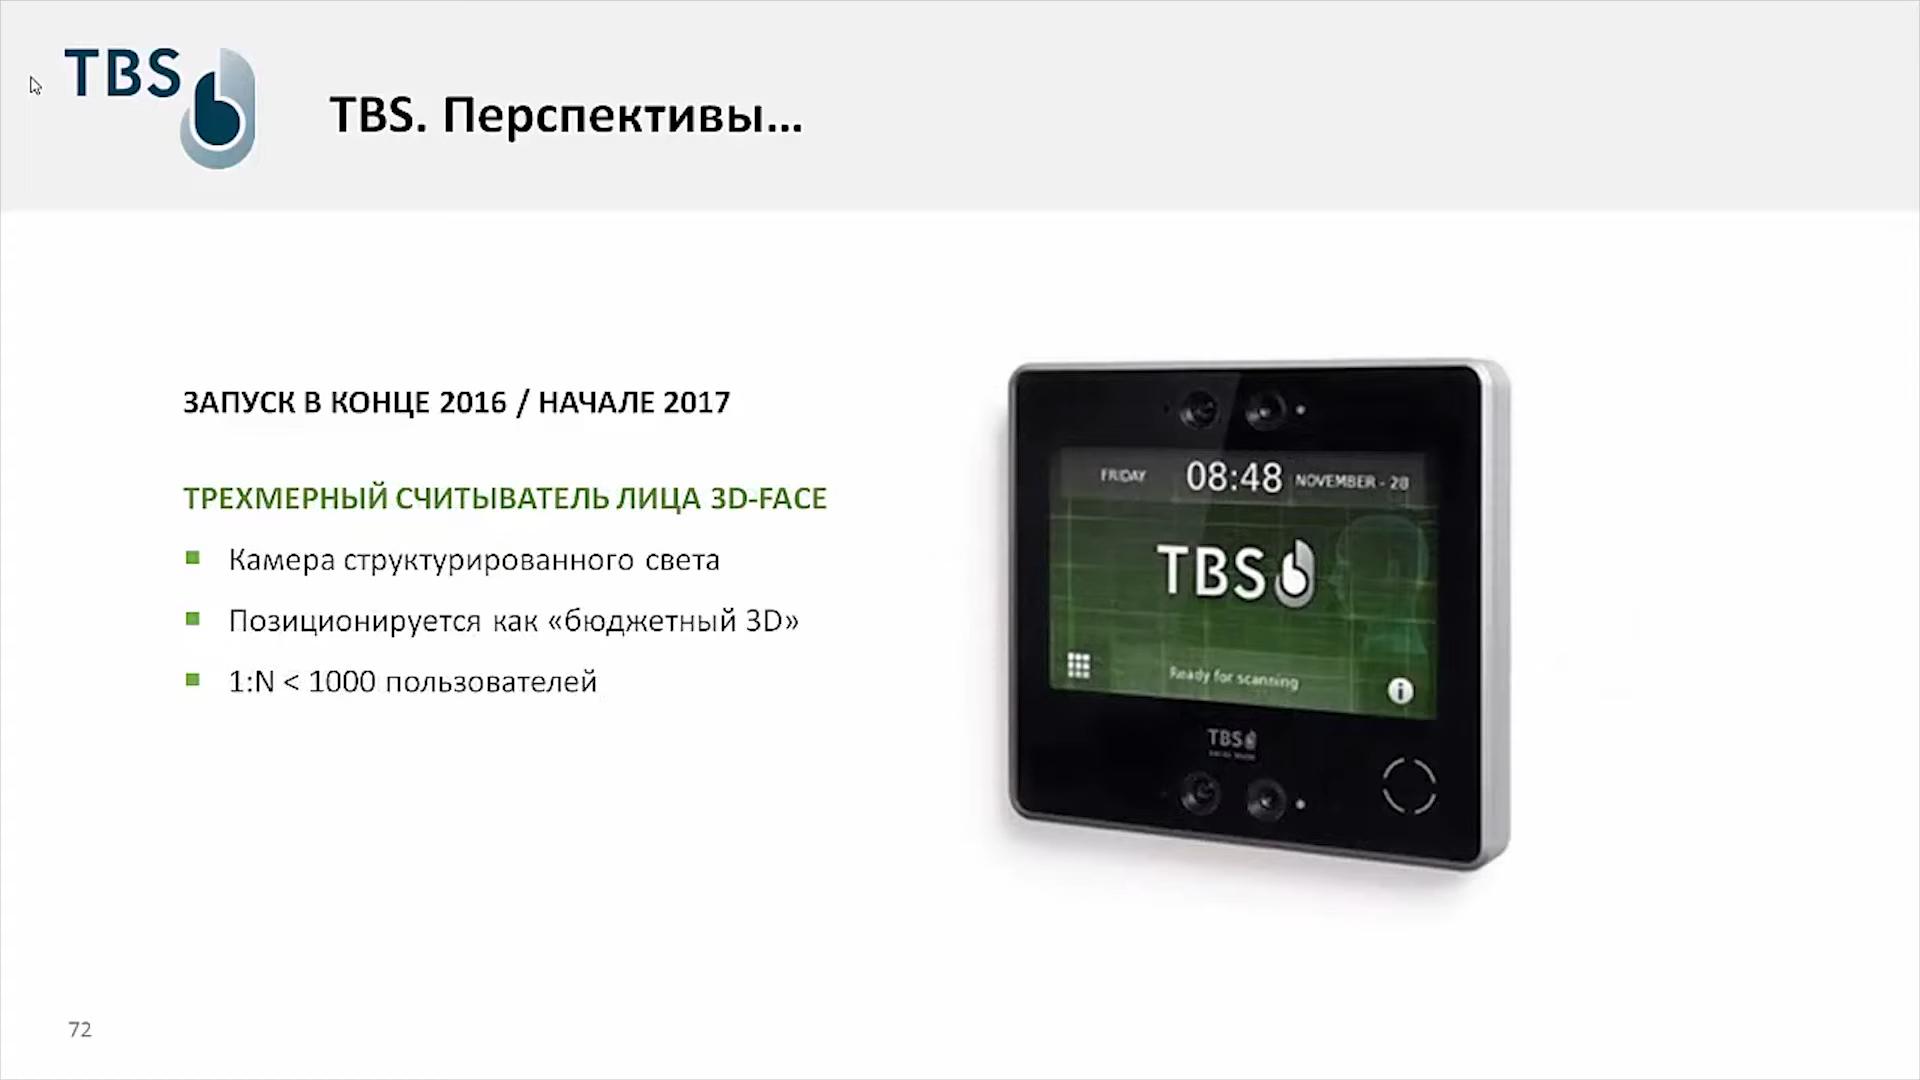 TBS
TBS. Перспективы...
ЗАПУСК В КОНЦЕ 2016 / НАЧАЛЕ 2017
ТРЕХМЕРНЫЙ СЧИТЫВАТЕЛЬ ЛИЦА 3D-FACE
Камера структурированного света
Позиционируется как «бюджетный 3D»
1:N < 1000 пользователей
FRIDAY 08:48 NOVEMBER - 28
TBS
Ready for scanning
TBS
72